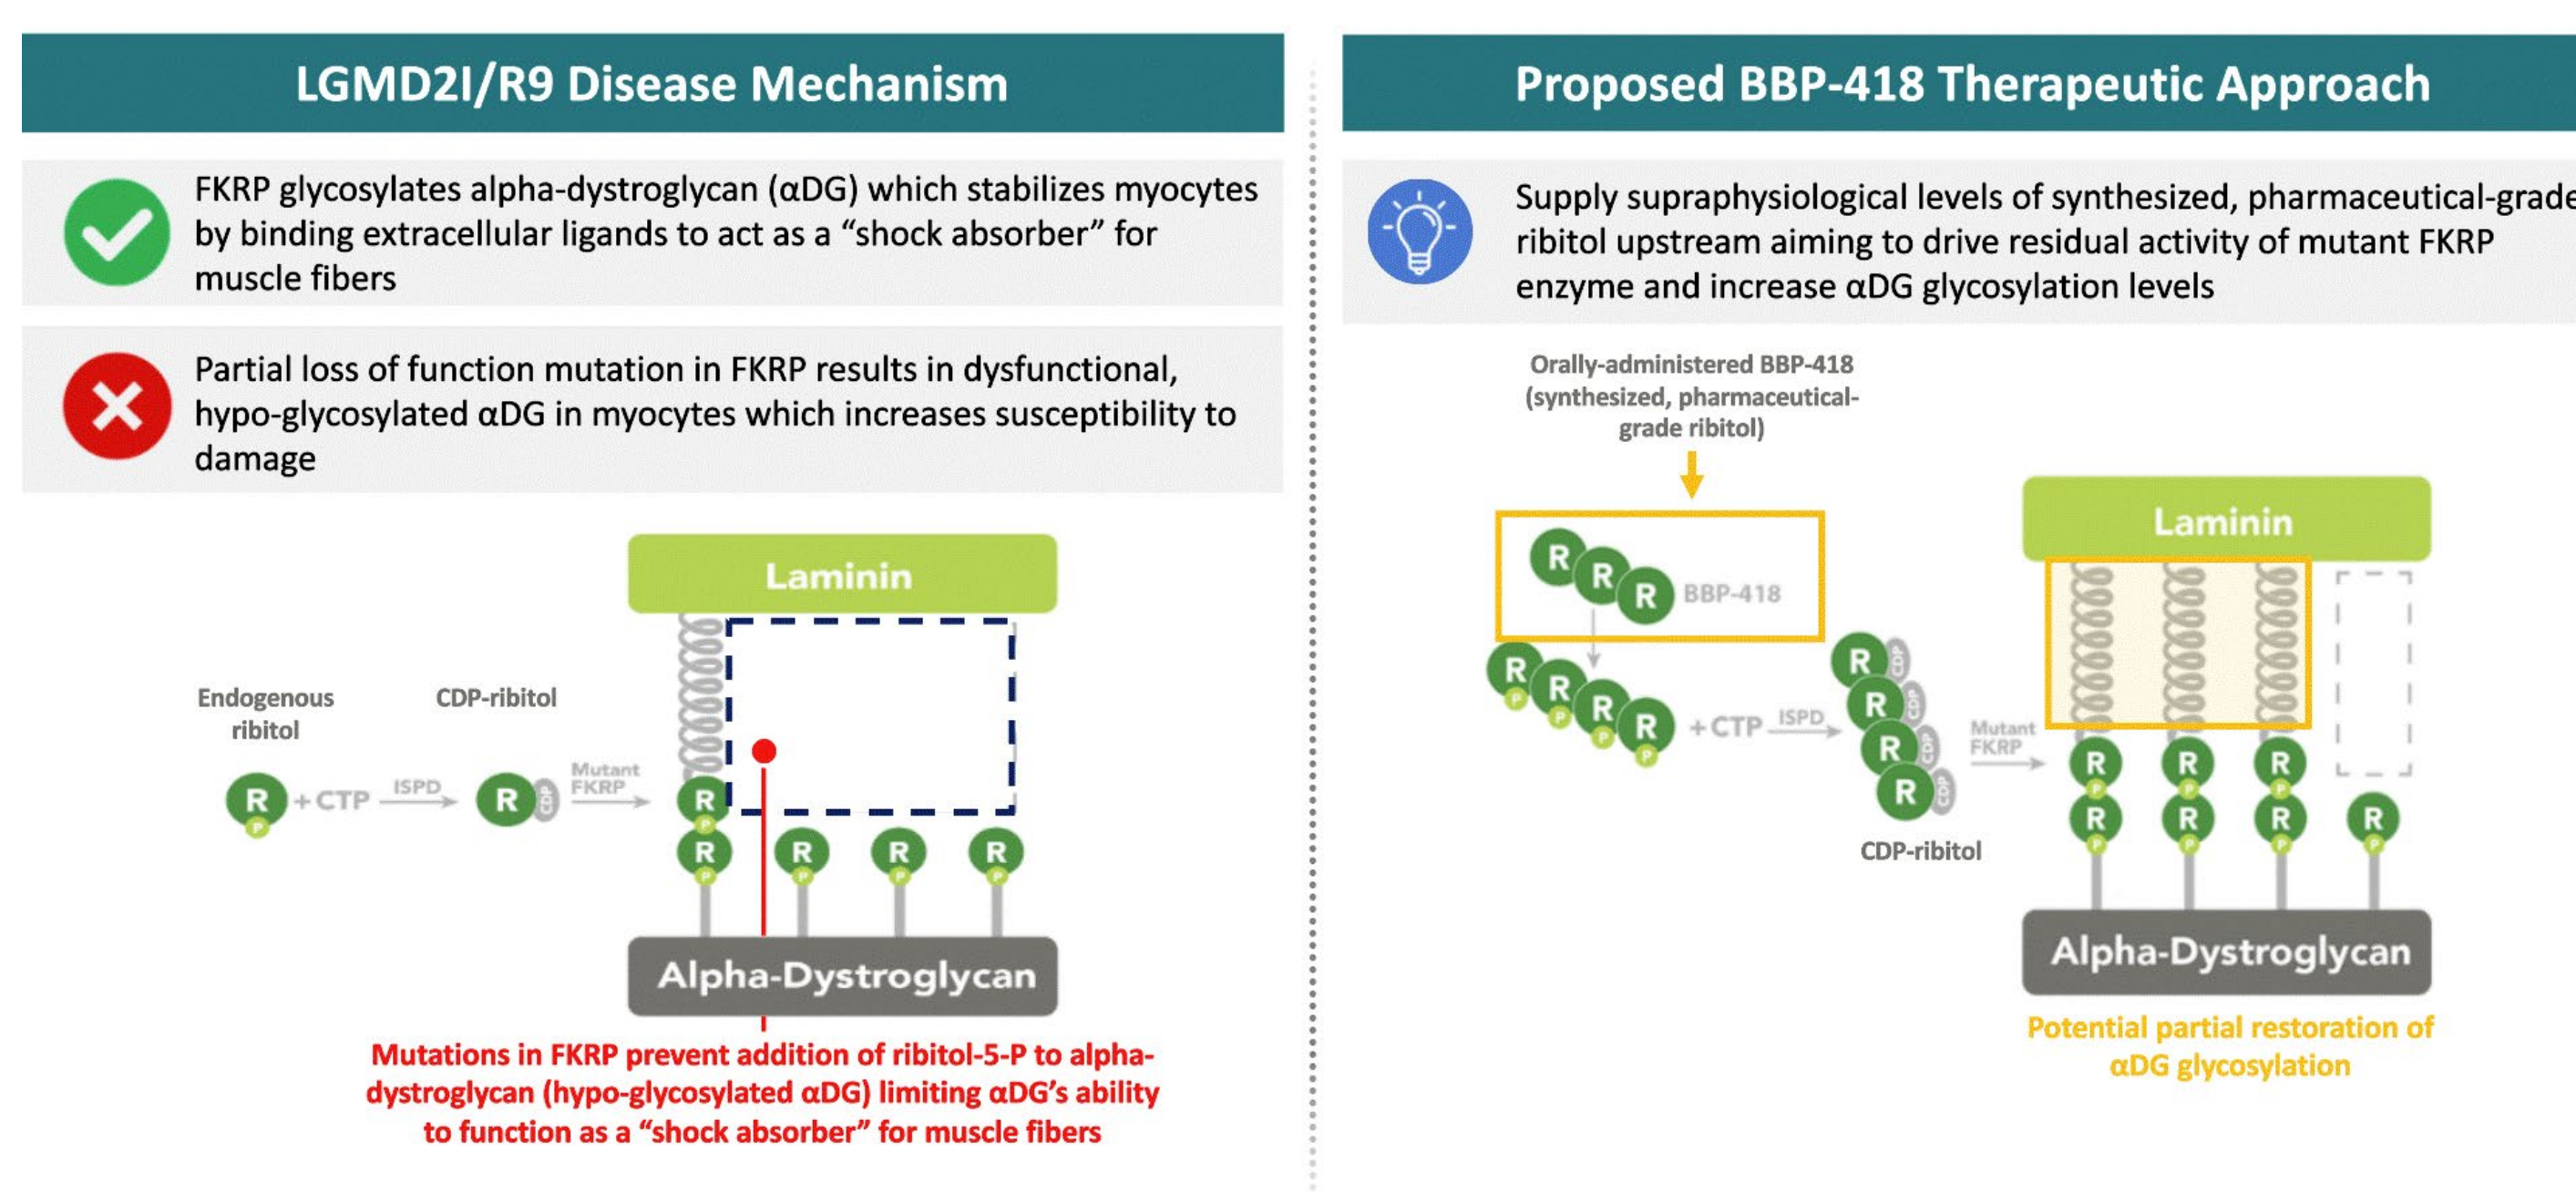 LGMD2I/R9 Disease Mechanism
FKRP glycosylates alpha-dystroglycan (αDG) which stabilizes myocytes
by binding extracellular ligands to act as a “shock absorber” for
muscle fibers
Partial loss of function mutation in FKRP results in dysfunctional,
hypo-glycosylated αDG in myocytes which increases susceptibility to
damage
Laminin
Endogenous
ribitol
CDP-ribitol
R
P
+ CTP
ISPD
R
CDP
Mutant
FKRP
R
P
R
P
R
P
R
P
R
P
Alpha-Dystroglycan
Mutations in FKRP prevent addition of ribitol-5-P to alpha-
dystroglycan (hypo-glycosylated αDG) limiting αDG’s ability
to function as a “shock absorber” for muscle fibers
Proposed BBP-418 Therapeutic Approach
Supply supraphysiological levels of synthesized, pharmaceutical-grade
ribitol upstream aiming to drive residual activity of mutant FKRP
enzyme and increase αDG glycosylation levels
Orally-administered BBP-418
(synthesized, pharmaceutical-
grade ribitol)
R
R
R
BBP-418
R
P
R
P
R
P
R
P
+ CTP
ISPD
R
CDP
R
CDP
R
CDP
R
CDP
CDP-ribitol
Mutant
FKRP
Laminin
R
P
R
P
R
P
R
P
R
P
R
P
R
P
Alpha-Dystroglycan
Potential partial restoration of
αDG glycosylation